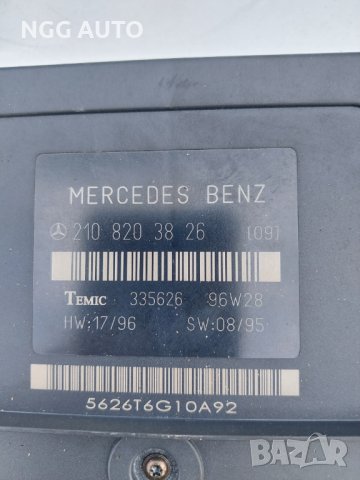 NGG AUTO
MERCEDES BENZ
210 820 38 26 [09]
TEMIC 335626 96W28
HW:17/96 SW:08/95
5626T6G10A92
BAZAR